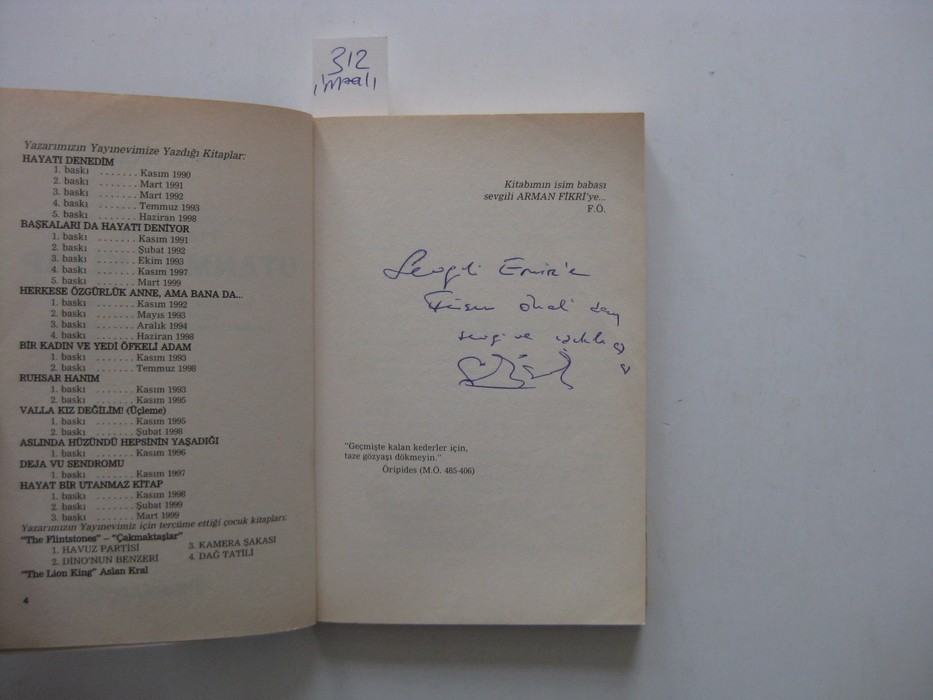 312
imzalı
Yazarımızın Yayınevimize Yazdığı Kitaplar:
HAYATI DENEDİM
1. baskı ....... Kasım 1990
2. baskı ....... Mart 1991
3. baskı ....... Mart 1992
4. baskı ....... Temmuz 1993
5. baskı ....... Haziran 1998
BAŞKALARI DA HAYATI DENİYOR
1. baskı ....... Kasım 1991
2. baskı ....... Şubat 1992
3. baskı ....... Ekim 1993
4. baskı ....... Kasım 1997
5. baskı ....... Mart 1999
HERKESE ÖZGÜRLÜK ANNE, AMA BANA DA...
1. baskı ....... Kasım 1992
2. baskı ....... Mayıs 1993
3. baskı ....... Aralık 1994
4. baskı ....... Haziran 1998
BİR KADIN VE YEDİ ÖFKELİ ADAM
1. baskı ....... Kasım 1993
2. baskı ....... Temmuz 1998
RUHSAR HANIM
1. baskı ....... Kasım 1993
2. baskı ....... Kasım 1995
VALLA KIZ DEĞİLİM! (Üçleme)
1. baskı ....... Kasım 1995
2. baskı ....... Şubat 1998
ASLINDA HÜZÜNDÜ HEPSİNİN YAŞADIĞI
1. baskı ....... Kasım 1996
DEJA VU SENDROMU
1. baskı ....... Kasım 1997
HAYAT BİR UTANMAZ KİTAP
1. baskı ....... Kasım 1998
2. baskı ....... Şubat 1999
3. baskı ....... Mart 1999
Yazarımızın Yayınevimiz için tercüme ettiği çocuk kitapları:
"The Flintstones" – "Çakmaktaşlar"
1. HAVUZ PARTİSİ 3. KAMERA ŞAKASI
2. DİNO'NUN BENZERİ 4. DAĞ TATİLİ
"The Lion King" Aslan Kral
4
Kitabımın isim babası
sevgili ARMAN FİKRİ'ye...
F.Ö.
Sevgili Emir'e
Füsun Önal'dan
sevgi ve ışıkla
"Geçmişte kalan kederler için,
taze gözyaşı dökmeyin."
Öripides (M.Ö. 485-406)